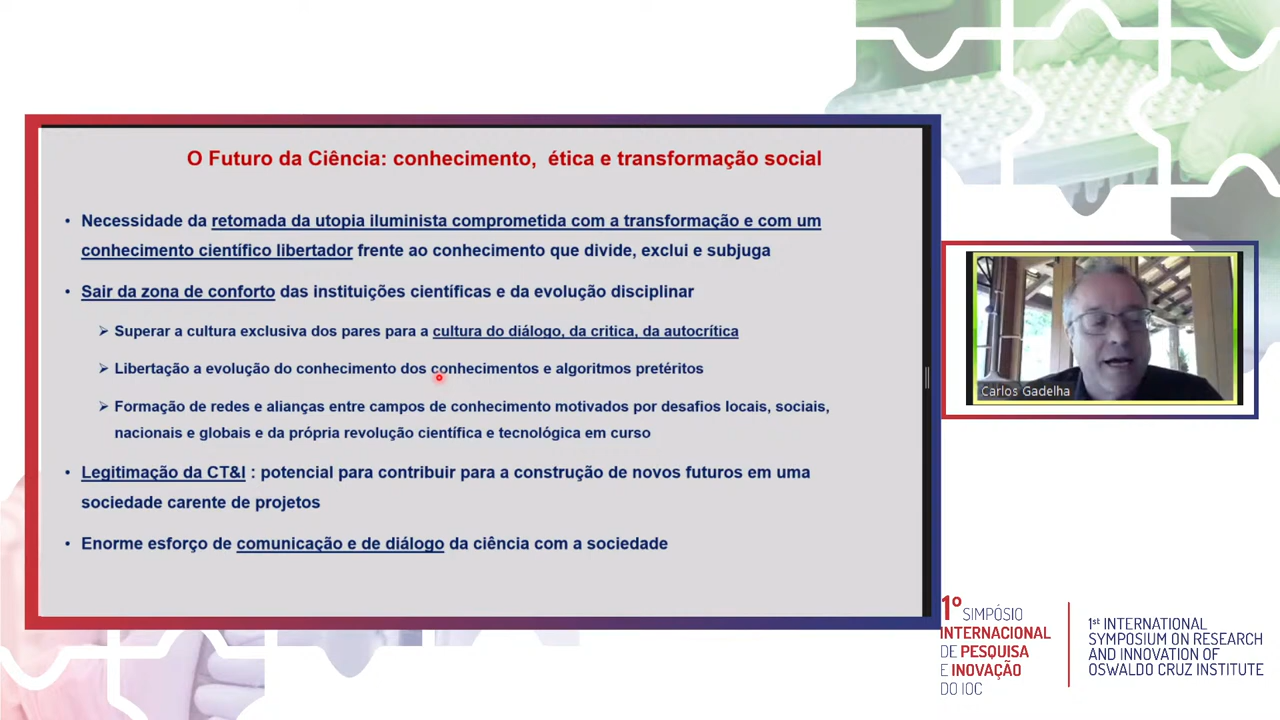 O Futuro da Ciência: conhecimento, ética e transformação social
• Necessidade da retomada da utopia iluminista comprometida com a transformação e com um
conhecimento científico libertador frente ao conhecimento que divide, exclui e subjuga
• Sair da zona de conforto das instituições científicas e da evolução disciplinar
➢ Superar a cultura exclusiva dos pares para a cultura do diálogo, da critica, da autocrítica
➢ Libertação a evolução do conhecimento dos conhecimentos e algoritmos pretéritos
➢ Formação de redes e alianças entre campos de conhecimento motivados por desafios locais, sociais,
nacionais e globais e da própria revolução científica e tecnológica em curso
• Legitimação da CT&I : potencial para contribuir para a construção de novos futuros em uma
sociedade carente de projetos
• Enorme esforço de comunicação e de diálogo da ciência com a sociedade
Carlos Gadelha
1º SIMPÓSIO
INTERNACIONAL
DE PESQUISA
E INOVAÇÃO
DO IOC
1st INTERNATIONAL
SYMPOSIUM ON RESEARCH
AND INNOVATION OF
OSWALDO CRUZ INSTITUTE